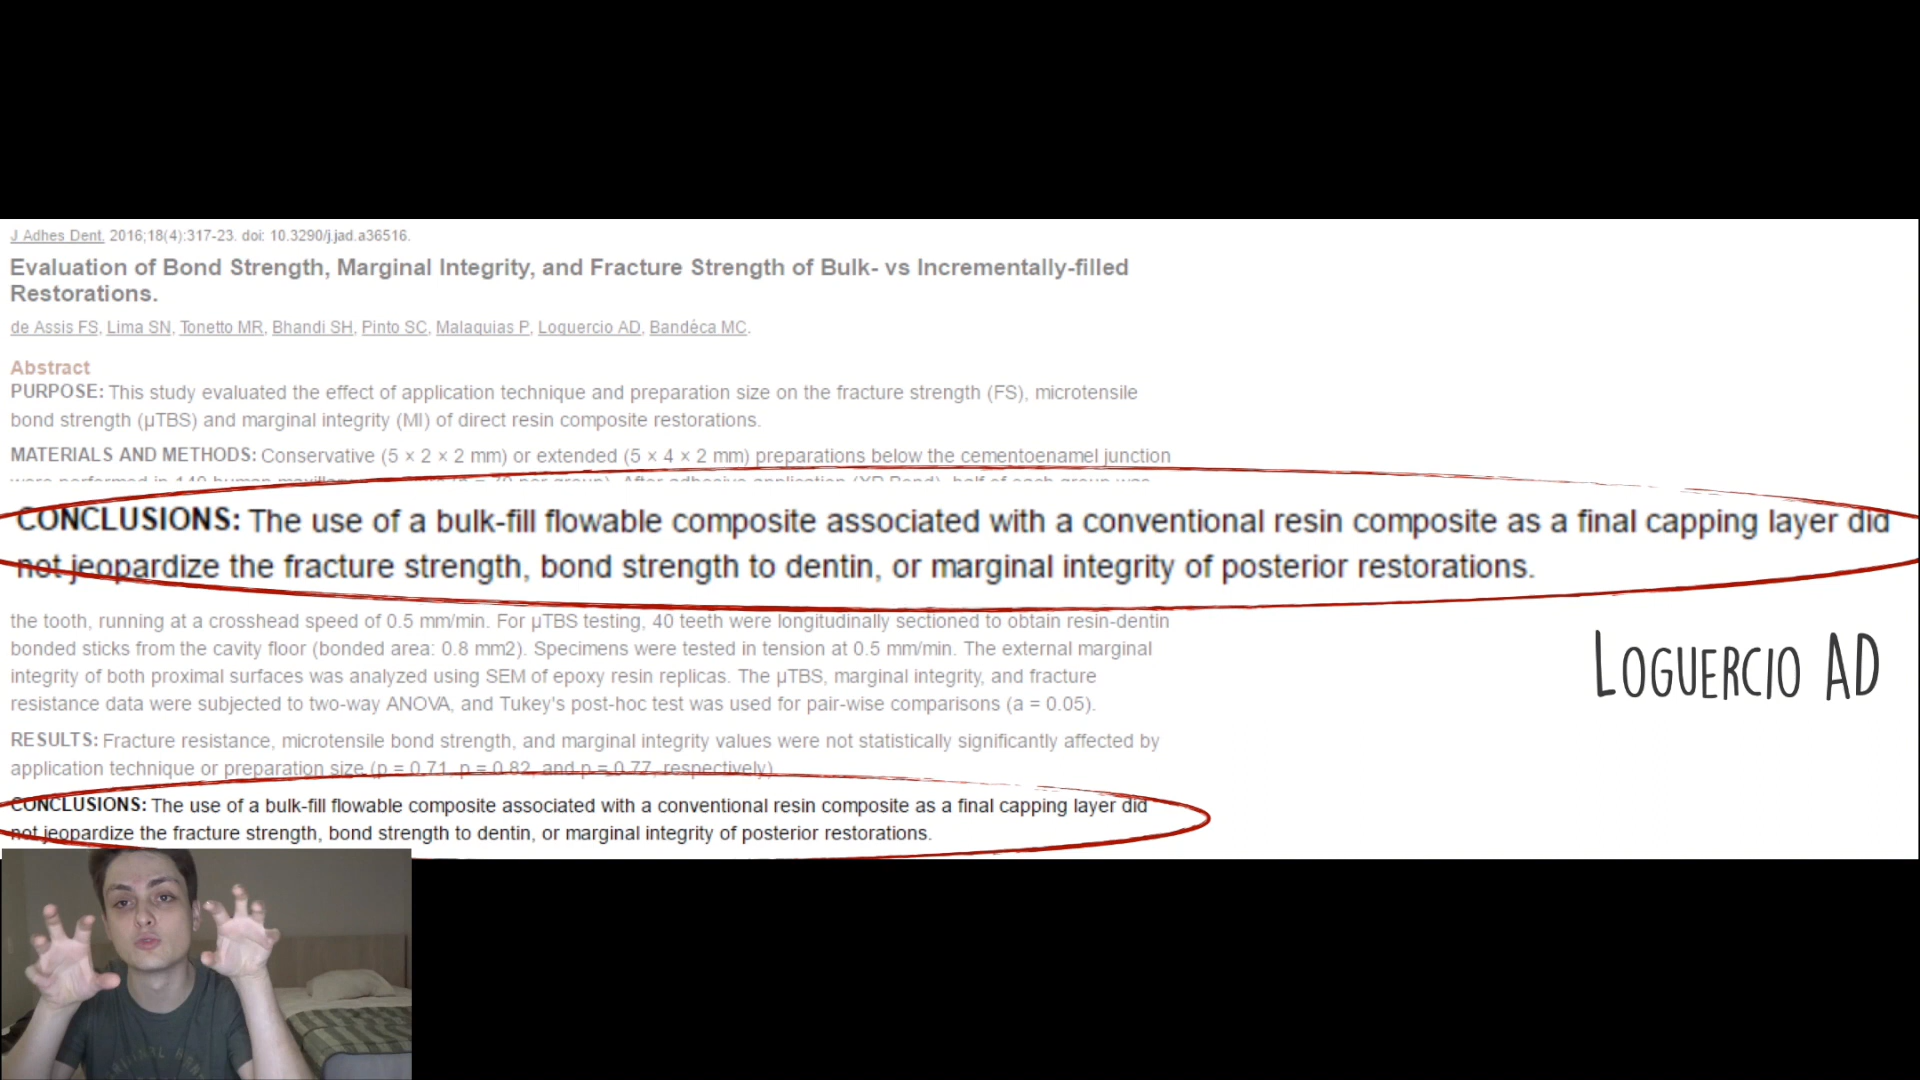 J Adhes Dent. 2016;18(4):317-23. doi: 10.3290/j.jad.a36516.
Evaluation of Bond Strength, Marginal Integrity, and Fracture Strength of Bulk- vs Incrementally-filled
Restorations.
de Assis FS, Lima SN, Tonetto MR, Bhandi SH, Pinto SC, Malaquias P, Loguercio AD, Bandéca MC.
Abstract
PURPOSE: This study evaluated the effect of application technique and preparation size on the fracture strength (FS), microtensile
bond strength (μTBS) and marginal integrity (MI) of direct resin composite restorations.
MATERIALS AND METHODS: Conservative (5 × 2 × 2 mm) or extended (5 × 4 × 2 mm) preparations below the cementoenamel junction
CONCLUSIONS: The use of a bulk-fill flowable composite associated with a conventional resin composite as a final capping layer did
not jeopardize the fracture strength, bond strength to dentin, or marginal integrity of posterior restorations.
the tooth, running at a crosshead speed of 0.5 mm/min. For μTBS testing, 40 teeth were longitudinally sectioned to obtain resin-dentin
bonded sticks from the cavity floor (bonded area: 0.8 mm2). Specimens were tested in tension at 0.5 mm/min. The external marginal
integrity of both proximal surfaces was analyzed using SEM of epoxy resin replicas. The μTBS, marginal integrity, and fracture
resistance data were subjected to two-way ANOVA, and Tukey's post-hoc test was used for pair-wise comparisons (a = 0.05).
LOGUERCIO AD
RESULTS: Fracture resistance, microtensile bond strength, and marginal integrity values were not statistically significantly affected by
application technique or preparation size (p = 0.71, p = 0.82, and p = 0.77, respectively)
CONCLUSIONS: The use of a bulk-fill flowable composite associated with a conventional resin composite as a final capping layer did
not jeopardize the fracture strength, bond strength to dentin, or marginal integrity of posterior restorations.